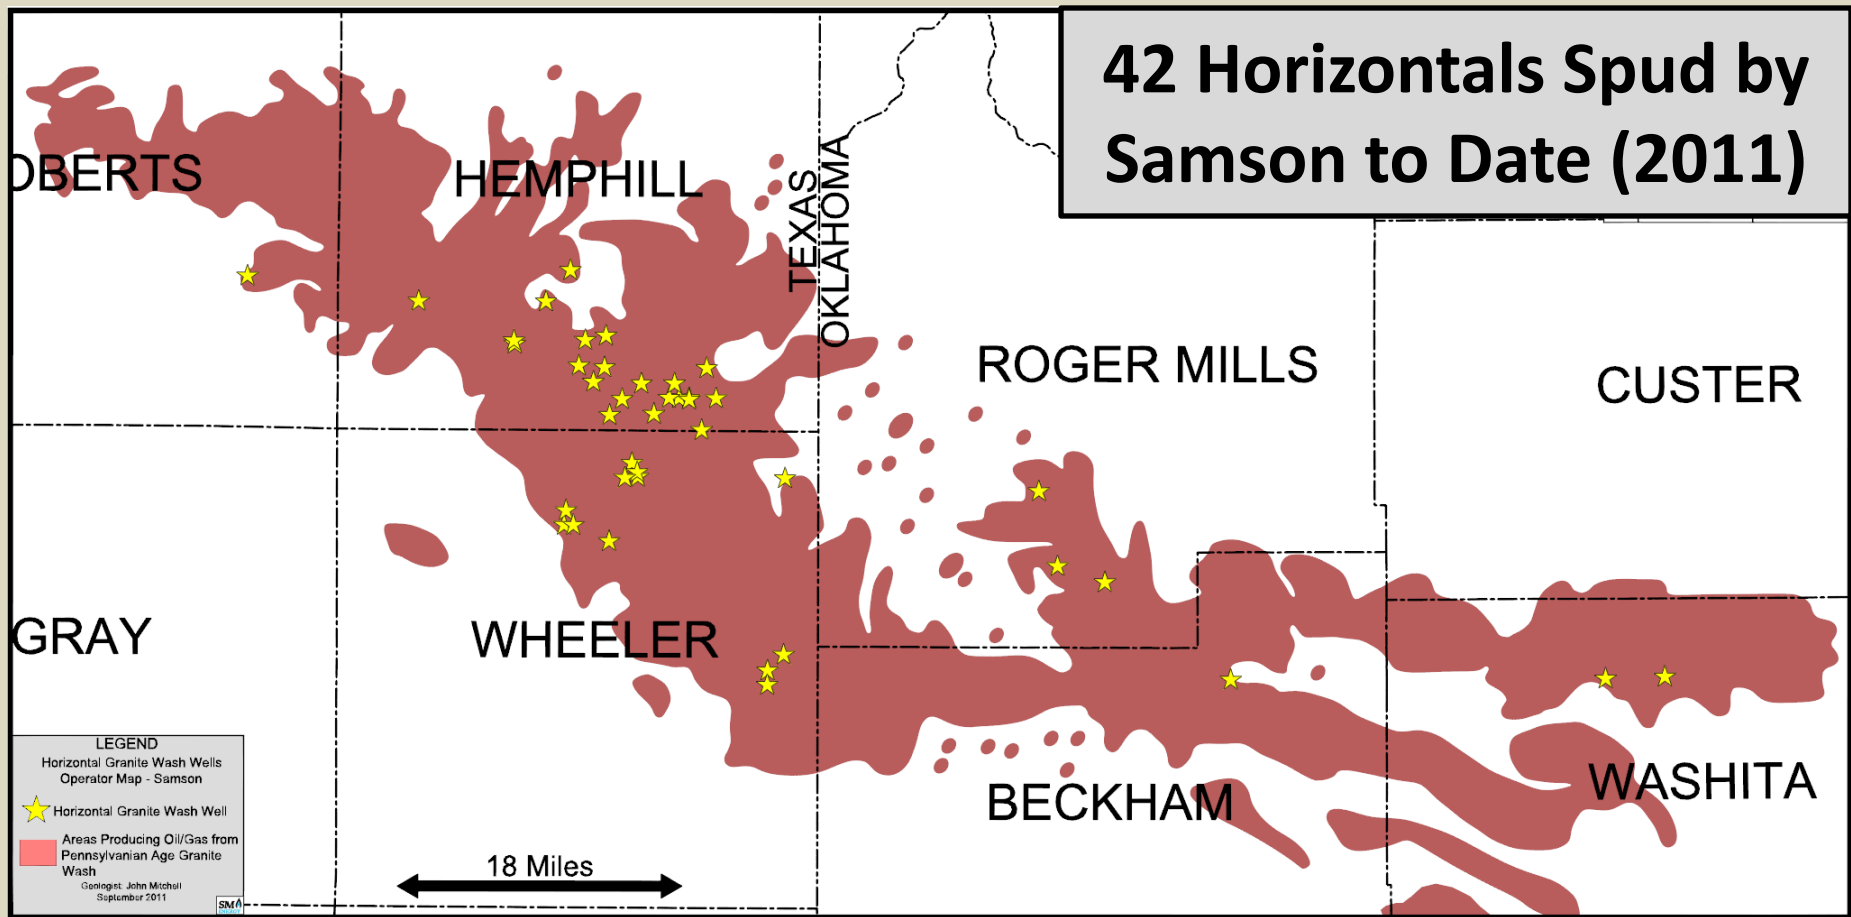 42 Horizontals Spud by
Samson to Date (2011)
OBERTS
HEMPHILL
TEXAS
OKLAHOMA
ROGER MILLS
CUSTER
GRAY
WHEELER
BECKHAM
WASHITA
18 Miles
LEGEND
Horizontal Granite Wash Wells
Operator Map - Samson
Horizontal Granite Wash Well
Areas Producing Oil/Gas from
Pennsylvanian Age Granite
Wash
Geologist: John Mitchell
September 2011
SM
ENERGY